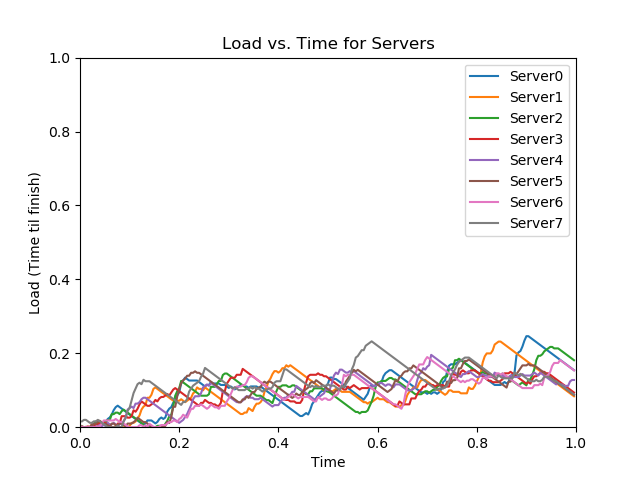 Load vs. Time for Servers
Load (Time til finish)
1.0
0.8
0.6
0.4
0.2
0.0
Server0
Server1
Server2
Server3
Server4
Server5
Server6
Server7
0.0 0.2 0.4 0.6 0.8 1.0
Time